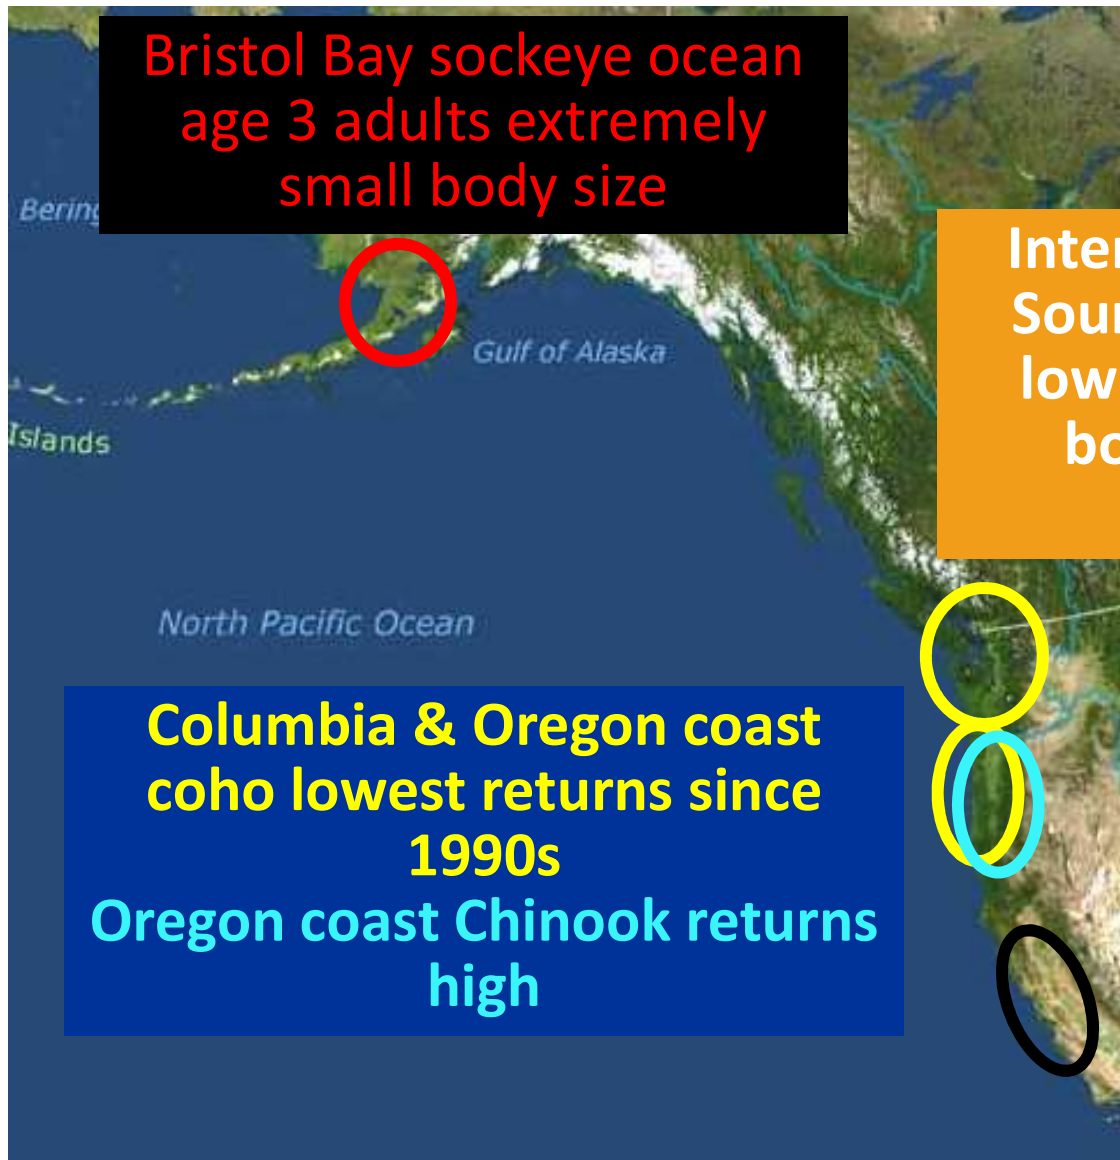 Bristol Bay sockeye ocean
age 3 adults extremely
small body size
Gulf of Alaska
Islands
North Pacific Ocean
low
Columbia & Oregon coast
coho lowest returns since
1990s
Oregon coast Chinook returns
high